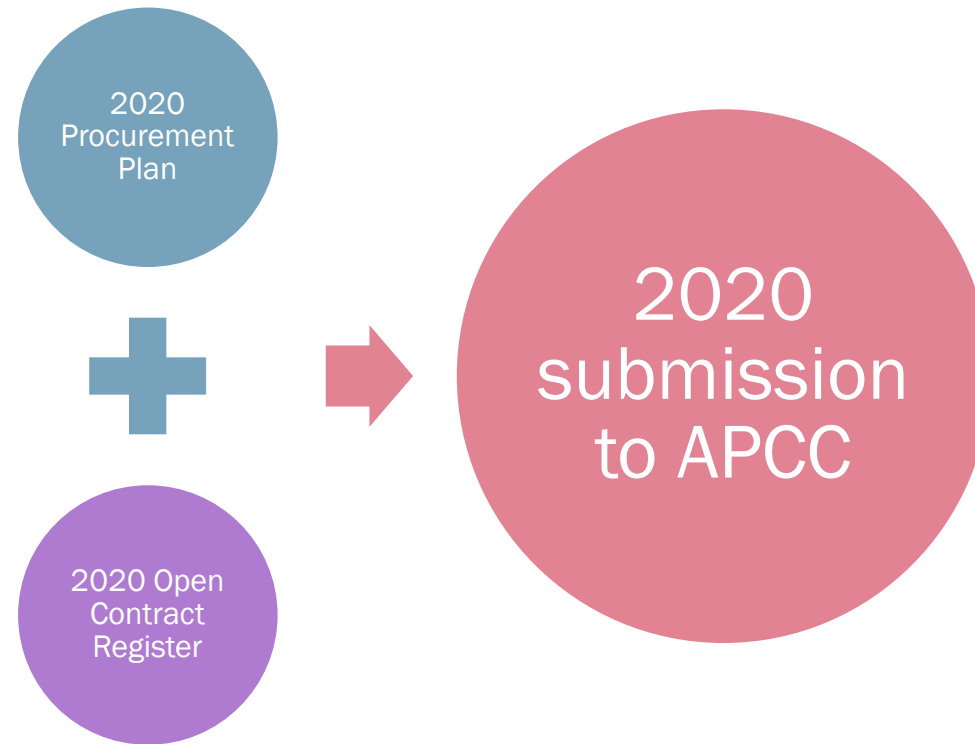 2020
Procurement
Plan
2020 Open
Contract
Register
2020
submission
to APCC